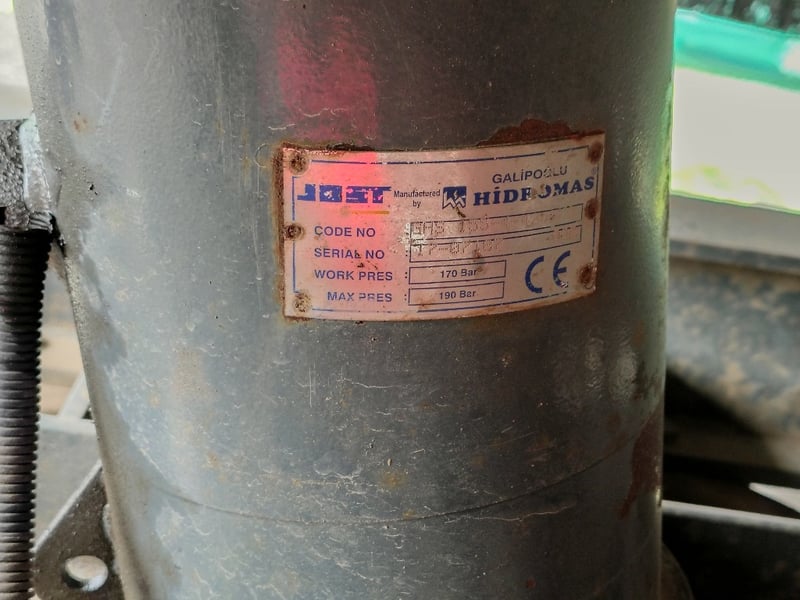 JOST Manufactured by GALİPOĞLU HİDROMAS
CODE NO :
SERIAL NO :
WORK PRES : 170 Bar
MAX PRES : 190 Bar
CE